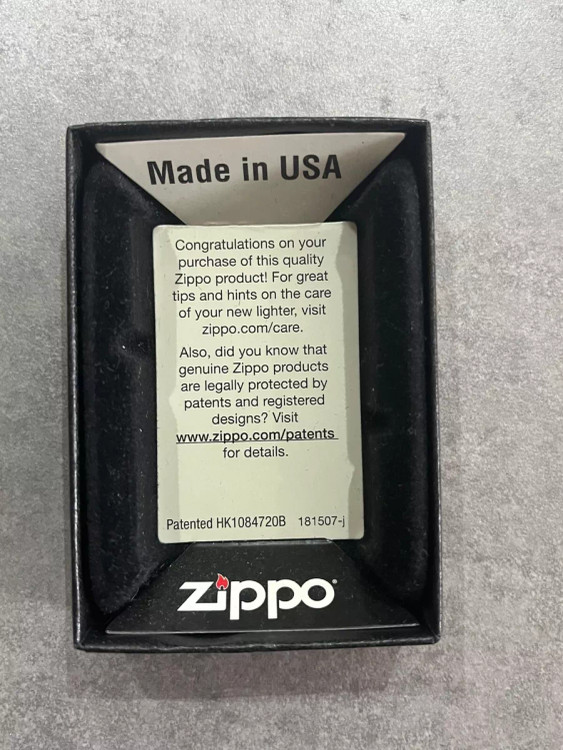 Made in USA
Congratulations on your
purchase of this quality
Zippo product! For great
tips and hints on the care
of your new lighter, visit
zippo.com/care.
Also, did you know that
genuine Zippo products
are legally protected by
patents and registered
designs? Visit
www.zippo.com/patents
for details.
Patented HK1084720B 181507-j
zippo®